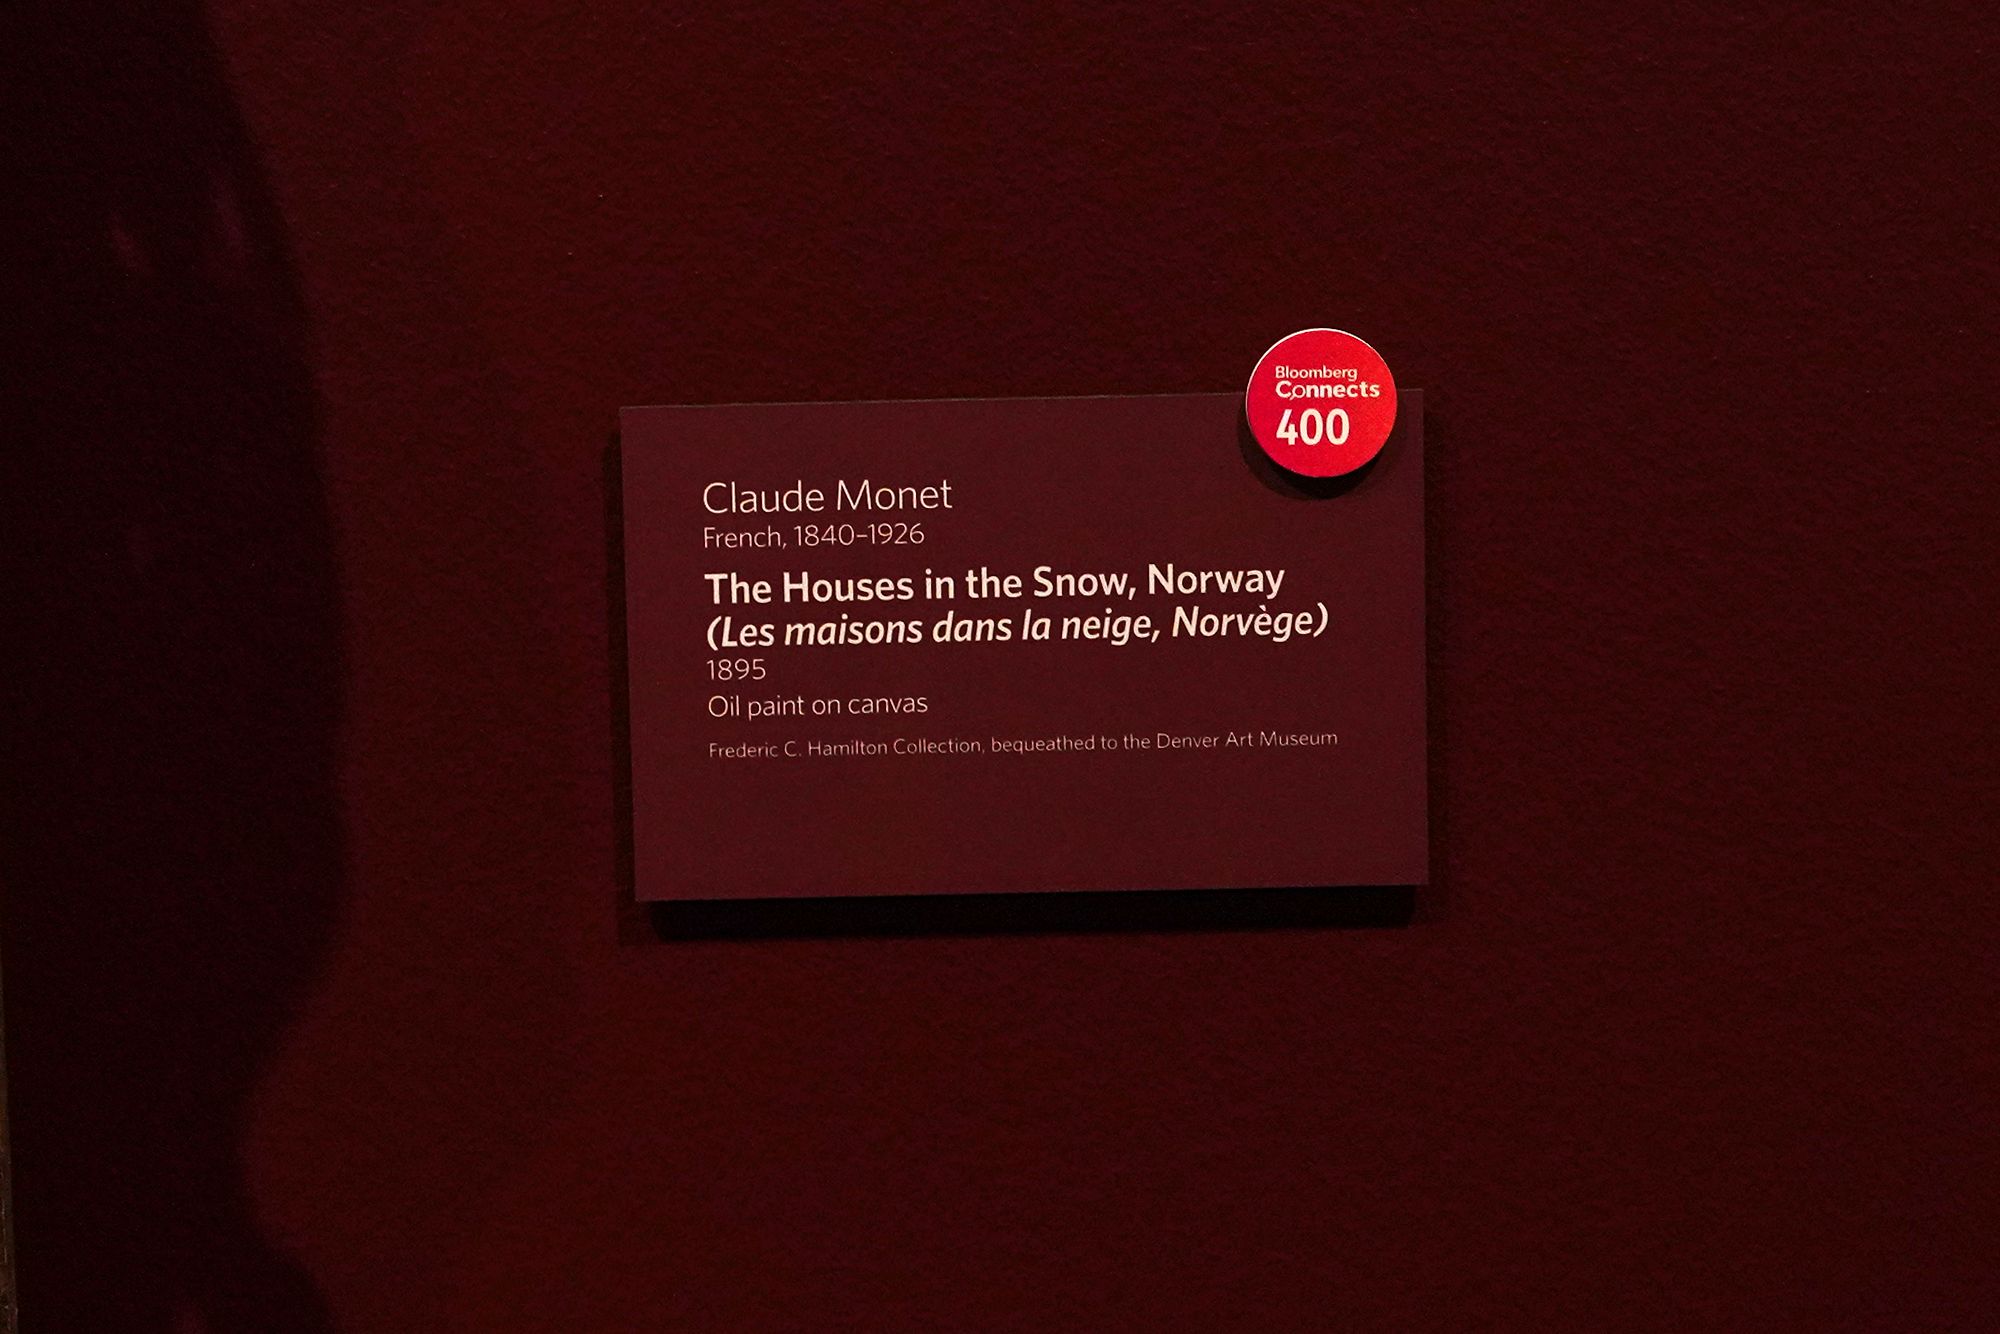 Bloomberg
Connects
400
Claude Monet
French, 1840–1926
The Houses in the Snow, Norway
(Les maisons dans la neige, Norvège)
1895
Oil paint on canvas
Frederic C. Hamilton Collection, bequeathed to the Denver Art Museum